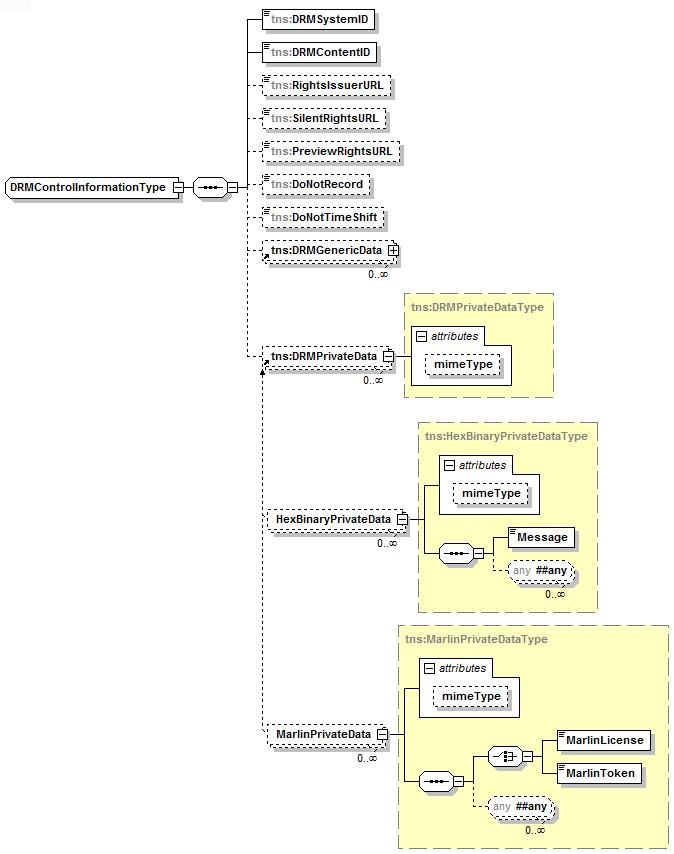 tns:DRMSystemID
tns:DRMContentID
tns:RightsIssuerURL
tns:SilentRightsURL
tns:PreviewRightsURL
DRMControlInformationType
tns:DoNotRecord
tns:DoNotTimeShift
tns:DRMGenericData
0..∞
tns:DRMPrivateDataType
attributes
tns:DRMPrivateData
mimeType
0..∞
tns:HexBinaryPrivateDataType
attributes
mimeType
HexBinaryPrivateData
Message
0..∞
any ##any
0..∞
tns:MarlinPrivateDataType
attributes
mimeType
MarlinPrivateData
MarlinLicense
0..∞
MarlinToken
any ##any
0..∞